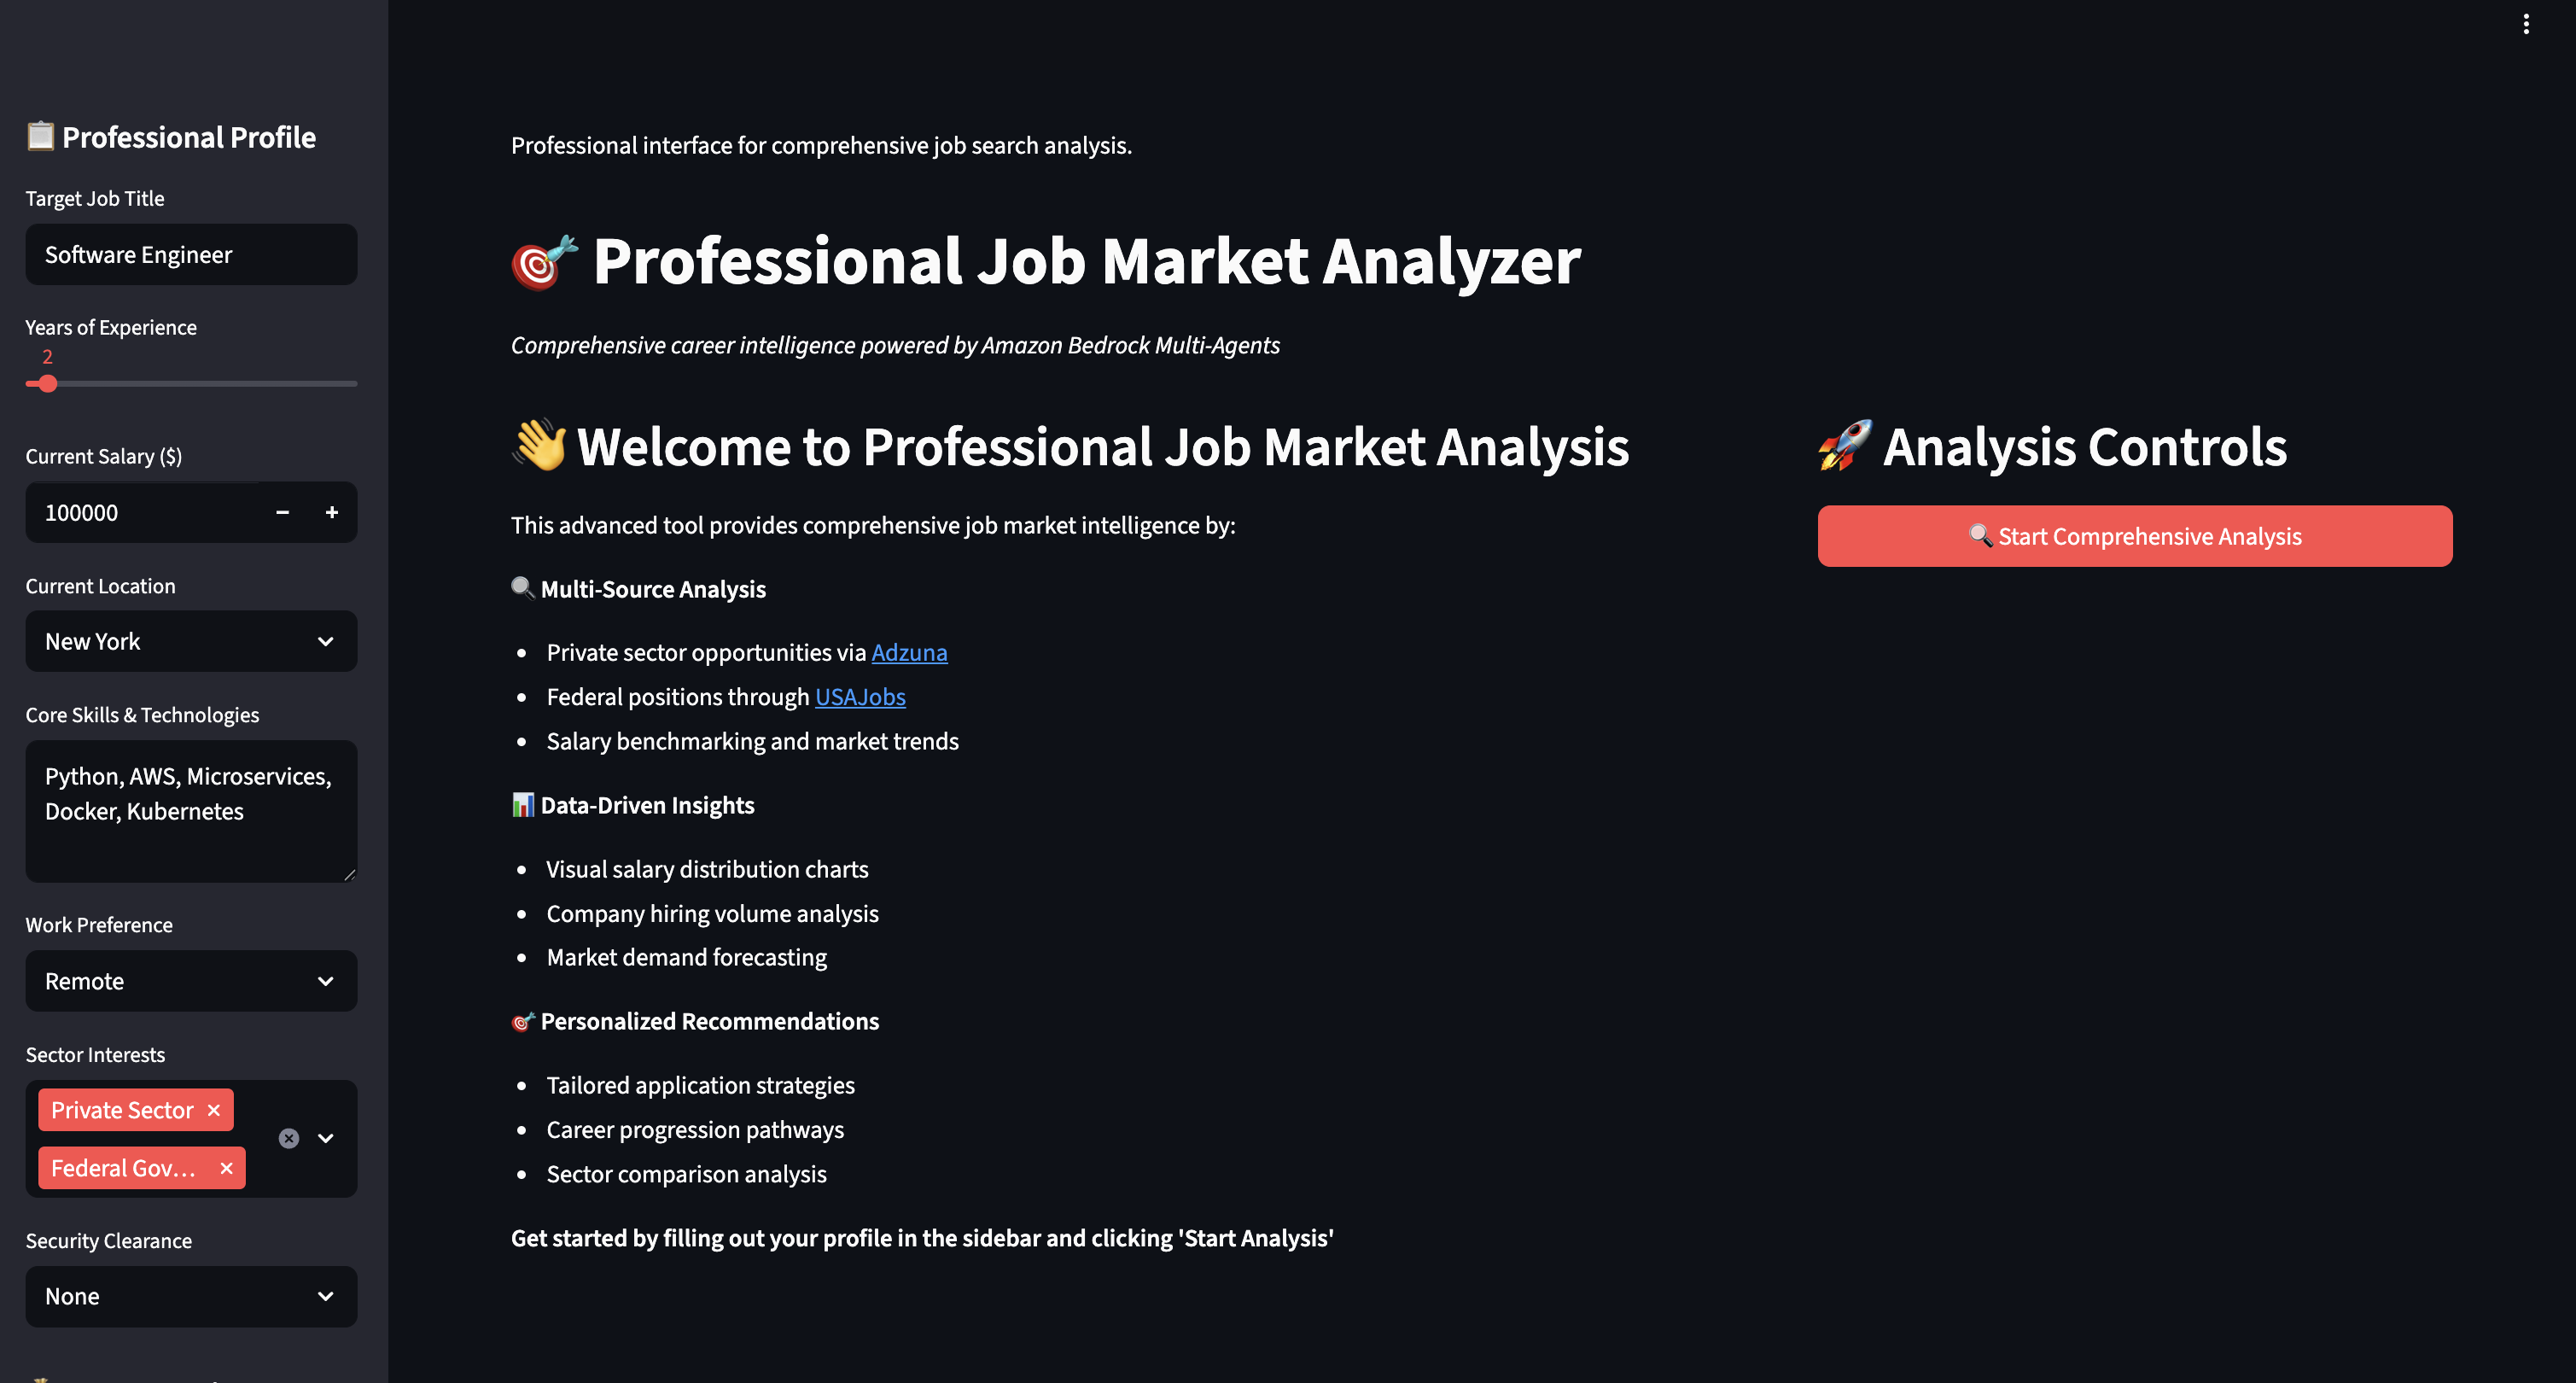 Professional Profile
Target Job Title
Software Engineer
Years of Experience
2
Current Salary ($)
100000
Current Location
New York
Core Skills & Technologies
Python, AWS, Microservices,
Docker, Kubernetes
Work Preference
Remote
Sector Interests
Private Sector
Federal Gov...
Security Clearance
None
Professional interface for comprehensive job search analysis.
Professional Job Market Analyzer
Comprehensive career intelligence powered by Amazon Bedrock Multi-Agents
Welcome to Professional Job Market Analysis
This advanced tool provides comprehensive job market intelligence by:
Multi-Source Analysis
• Private sector opportunities via Adzuna
• Federal positions through USAJobs
• Salary benchmarking and market trends
Data-Driven Insights
• Visual salary distribution charts
• Company hiring volume analysis
• Market demand forecasting
Personalized Recommendations
• Tailored application strategies
• Career progression pathways
• Sector comparison analysis
Get started by filling out your profile in the sidebar and clicking 'Start Analysis'
Analysis Controls
Start Comprehensive Analysis